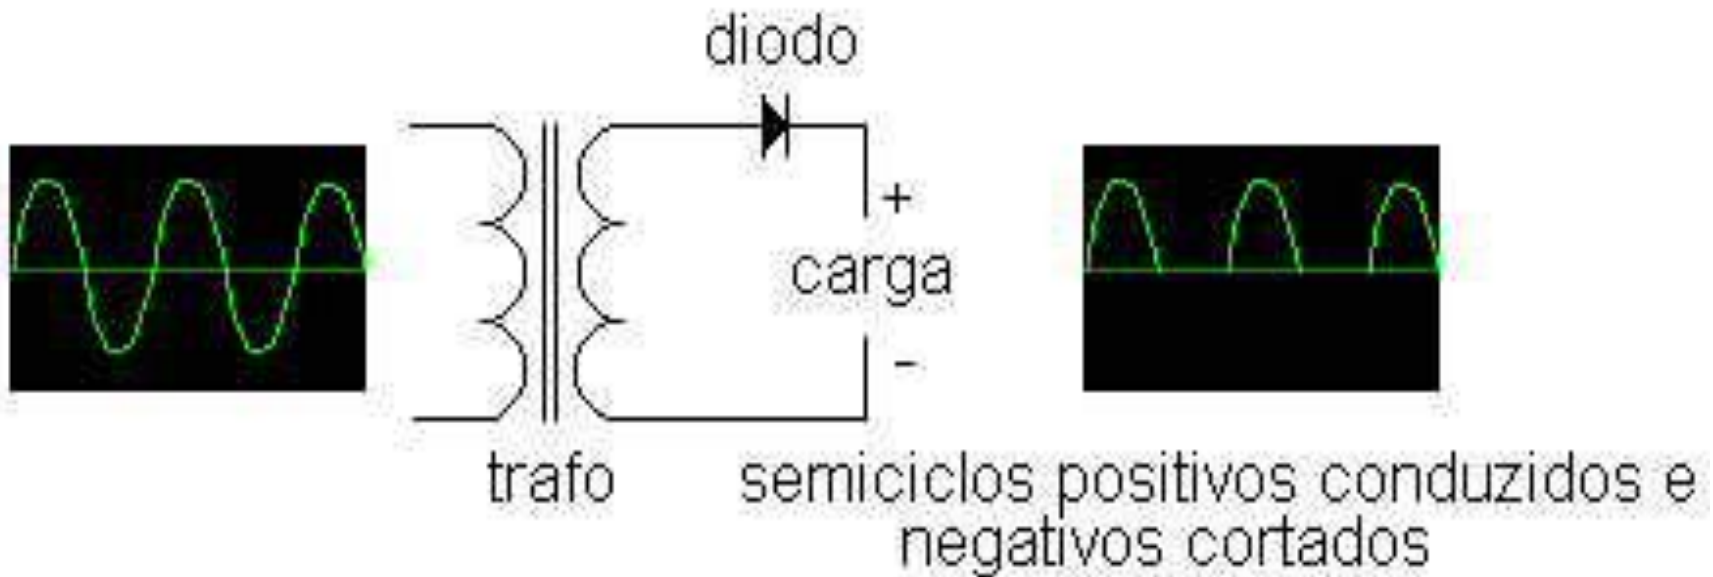 diodo
+
carga
-
trafo
semiciclos positivos conduzidos e
negativos cortados